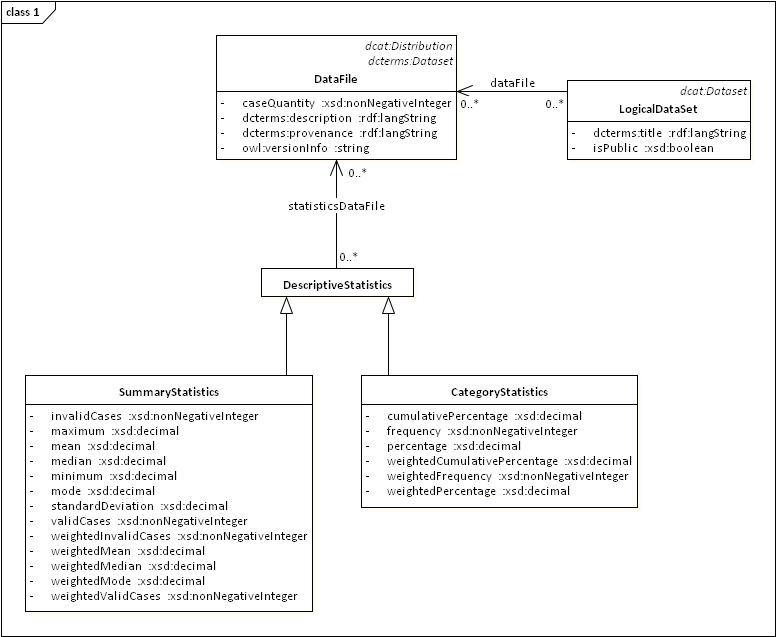 class 1
dcat:Distribution
dcterms:Dataset
DataFile
- caseQuantity :xsd:nonNegativeInteger
- dcterms:description :rdf:langString
- dcterms:provenance :rdf:langString
- owl:versionInfo :string
dataFile
0..*
0..*
dcat:Dataset
LogicalDataSet
- dcterms:title :rdf:langString
- isPublic :xsd:boolean
0..*
statisticsDataFile
0..*
DescriptiveStatistics
SummaryStatistics
- invalidCases :xsd:nonNegativeInteger
- maximum :xsd:decimal
- mean :xsd:decimal
- median :xsd:decimal
- minimum :xsd:decimal
- mode :xsd:decimal
- standardDeviation :xsd:decimal
- validCases :xsd:nonNegativeInteger
- weightedInvalidCases :xsd:nonNegativeInteger
- weightedMean :xsd:decimal
- weightedMedian :xsd:decimal
- weightedMode :xsd:decimal
- weightedValidCases :xsd:nonNegativeInteger
CategoryStatistics
- cumulativePercentage :xsd:decimal
- frequency :xsd:nonNegativeInteger
- percentage :xsd:decimal
- weightedCumulativePercentage :xsd:decimal
- weightedFrequency :xsd:nonNegativeInteger
- weightedPercentage :xsd:decimal